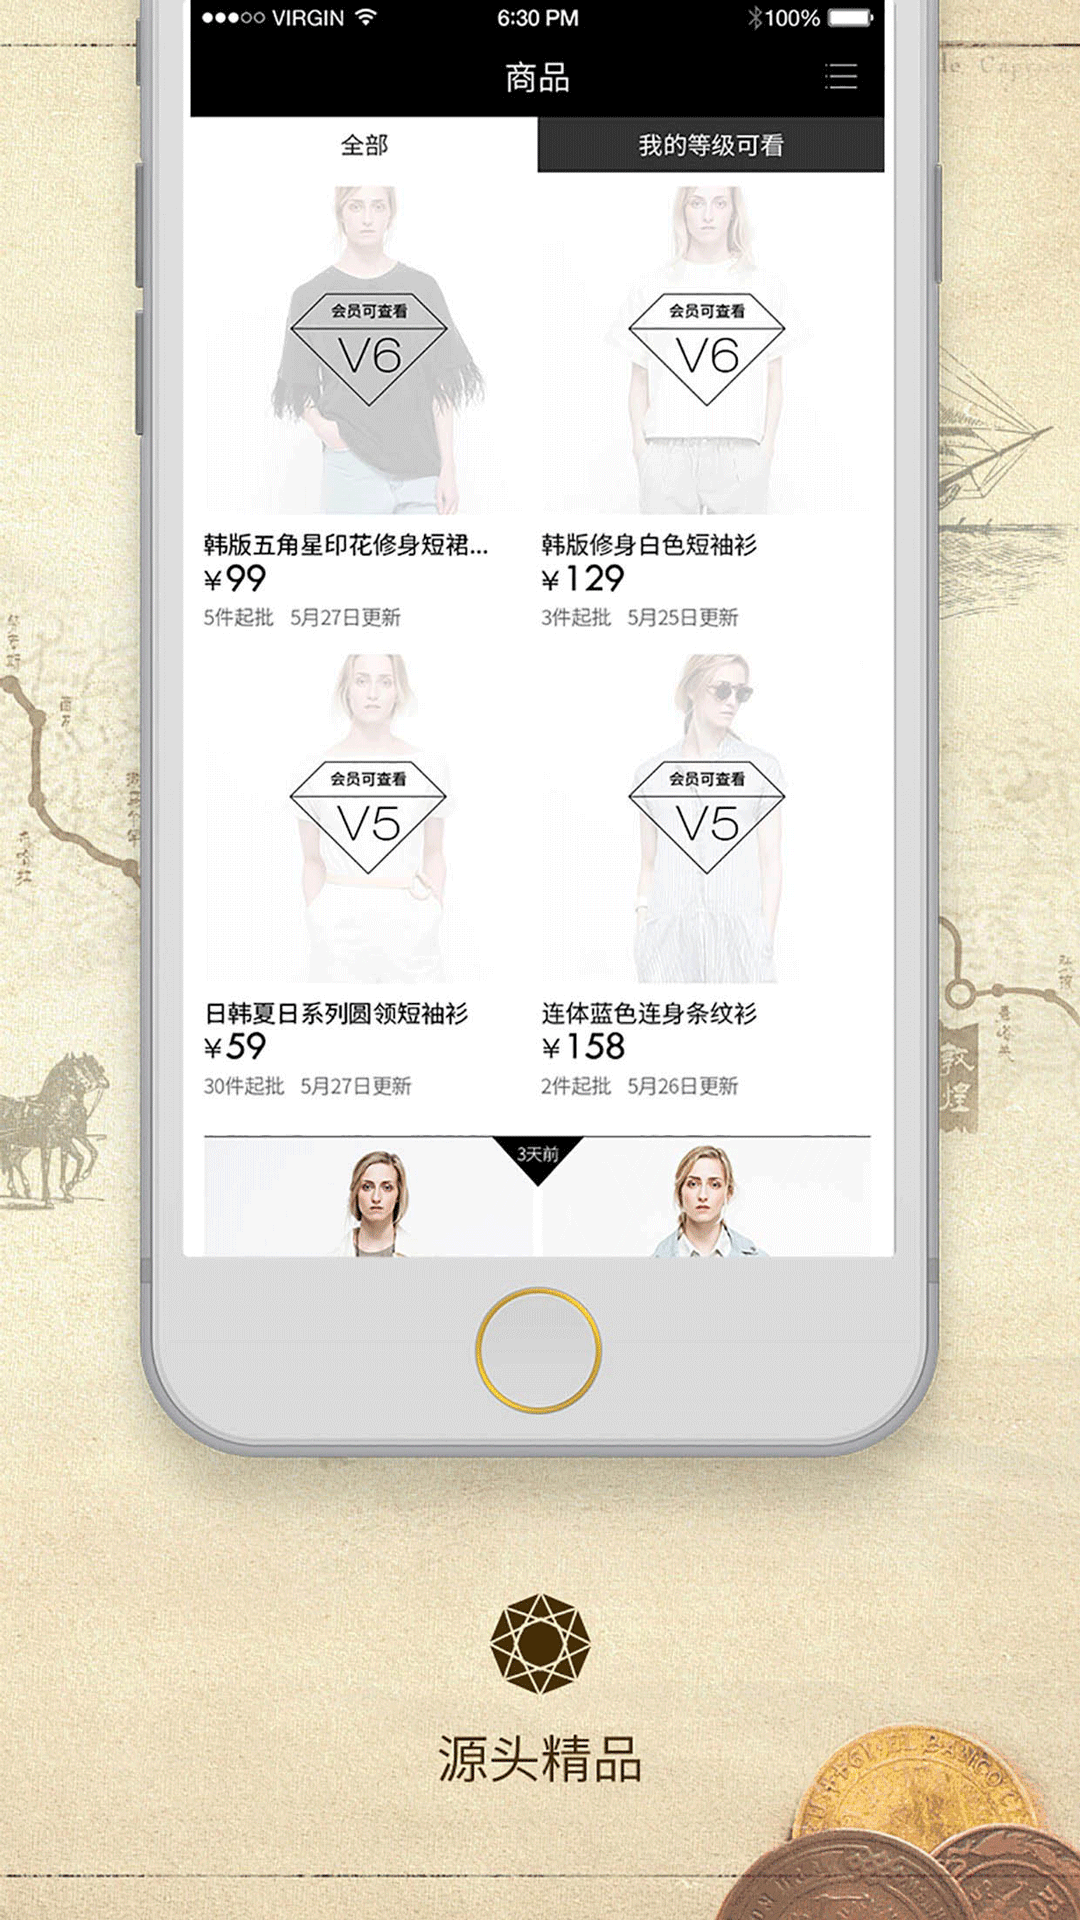 VIRGIN 6:30 PM 100%
商品
全部 我的等级可看
会员可查看
V6
会员可查看
V6
韩版五角星印花修身短裙...
¥99
5件起批 5月27日更新
韩版修身白色短袖衫
¥129
3件起批 5月25日更新
会员可查看
V5
会员可查看
V5
日韩夏日系列圆领短袖衫
¥59
30件起批 5月27日更新
连体蓝色连身条纹衫
¥158
2件起批 5月26日更新
3天前
敦煌
源头精品